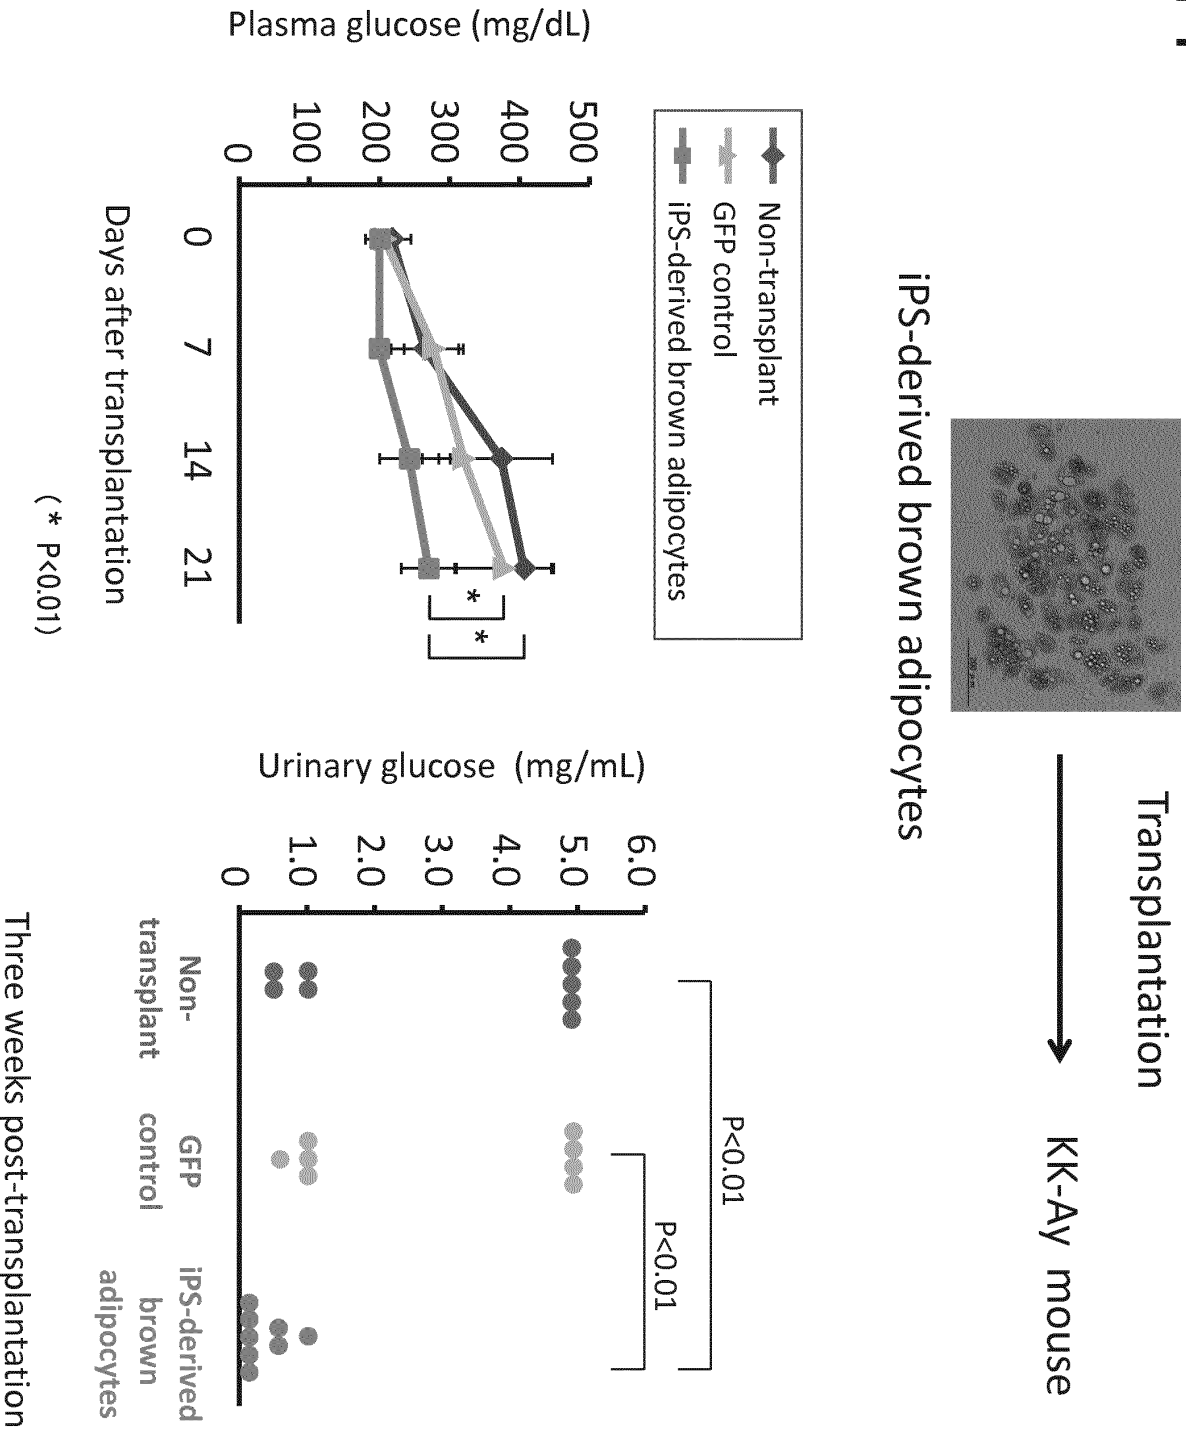 Transplantation
KK-Ay mouse
iPS-derived brown adipocytes
Non-transplant
GFP control
iPS-derived brown adipocytes
Plasma glucose (mg/dL)
500
400
300
200
100
0
0 7 14 21
Days after transplantation
*
*
( * P<0.01)
Urinary glucose (mg/mL)
6.0
5.0
4.0
3.0
2.0
1.0
0
P<0.01
P<0.01
Non-
transplant
GFP
control
iPS-derived
brown
adipocytes
Three weeks post-transplantation